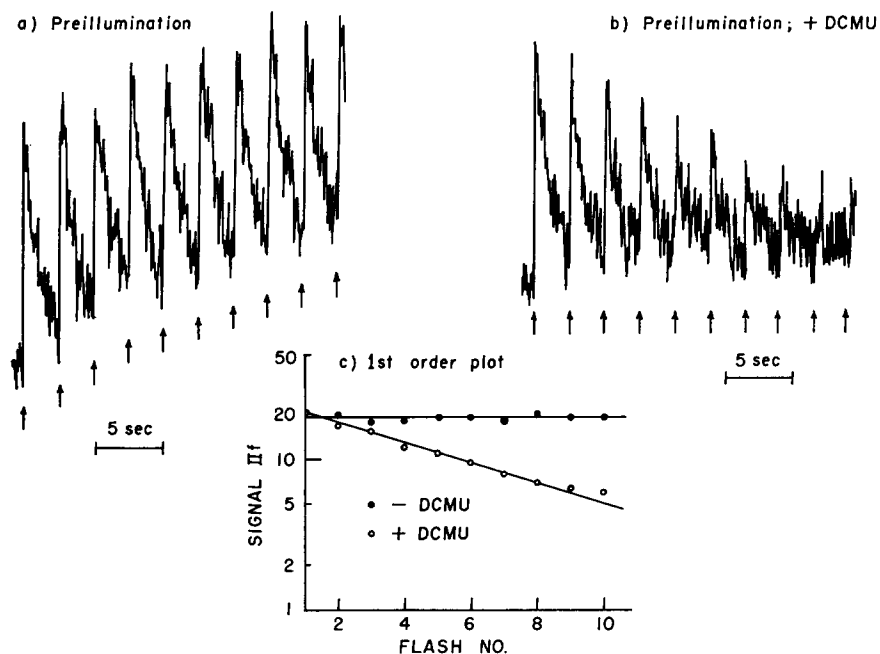 a) Preillumination
5 sec
b) Preillumination; + DCMU
5 sec
c) 1st order plot
50
20
10
5
2
1
SIGNAL IIf
- DCMU
+ DCMU
2 4 6 8 10
FLASH NO.